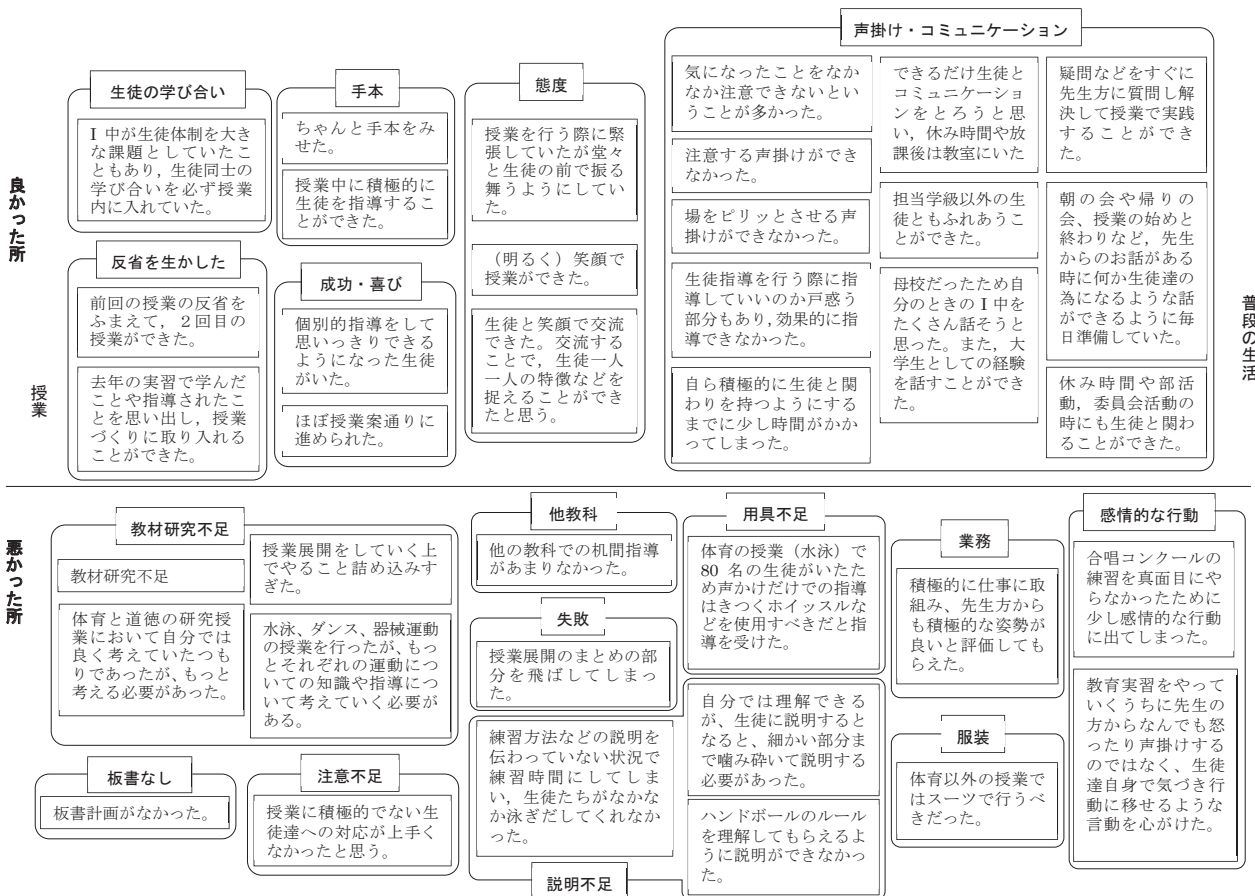 良かった所
授業
悪かった所
普段の生活
生徒の学び合い
I 中が生徒体制を大き
な課題としていたこ
ともあり，生徒同士の
学び合いを必ず授業
内に入れていた。
反省を生かした
前回の授業の反省を
ふまえて，２回目の
授業ができた。
去年の実習で学んだ
ことや指導されたこ
とを思い出し，授業
づくりに取り入れる
ことができた。
手本
ちゃんと手本をみ
せた。
授業中に積極的に
生徒を指導するこ
とができた。
成功・喜び
個別的指導をして
思いっきりできる
ようになった生徒
がいた。
ほぼ授業案通りに
進められた。
態度
授業を行う際に緊
張していたが堂々
と生徒の前で振る
舞うようにしてい
た。
（明るく）笑顔で
授業ができた。
生徒と笑顔で交流
できた。交流する
ことで，生徒一人
一人の特徴などを
捉えることができ
たと思う。
声掛け・コミュニケーション
気になったことをなか
なか注意できないとい
うことが多かった。
注意する声掛けができ
なかった。
場をピリッとさせる声
掛けができなかった。
生徒指導を行う際に指
導していいのか戸惑う
部分もあり，効果的に指
導できなかった。
自ら積極的に生徒と関
わりを持つようにする
までに少し時間がかか
ってしまった。
できるだけ生徒と
コミュニケーショ
ンをとろうと思
い，休み時間や放
課後は教室にいた
担当学級以外の生
徒ともふれあうこ
とができた。
母校だったため自
分のときの I 中を
たくさん話そうと
思った。また，大
学生としての経験
を話すことができ
た。
疑問などをすぐに
先生方に質問し解
決して授業で実践
することができ
た。
朝の会や帰りの
会、授業の始めと
終わりなど，先生
からのお話がある
時に何か生徒達の
為になるような話
ができるように毎
日準備していた。
休み時間や部活
動，委員会活動の
時にも生徒と関わ
ることができた。
教材研究不足
教材研究不足
体育と道徳の研究授
業において自分では
良く考えていたつも
りであったが、もっと
考える必要があった。
授業展開をしていく上
でやること詰め込みす
ぎた。
水泳、ダンス、器械運動
の授業を行ったが、もっ
とそれぞれの運動につ
いての知識や指導につ
いて考えていく必要が
ある。
板書なし
板書計画がなかった。
注意不足
授業に積極的でない生
徒達への対応が上手く
なかったと思う。
他教科
他の教科での机間指導
があまりなかった。
失敗
授業展開のまとめの部
分を飛ばしてしまっ
た。
練習方法などの説明を
伝わっていない状況で
練習時間にしてしま
い，生徒たちがなかな
か泳ぎだしてくれなか
った。
説明不足
用具不足
体育の授業（水泳）で
80 名の生徒がいたた
め声かけだけでの指導
はきつくホイッスルな
どを使用すべきだと指
導を受けた。
自分では理解できる
が、生徒に説明すると
なると、細かい部分ま
で噛み砕いて説明する
必要があった。
ハンドボールのルール
を理解してもらえるよ
うに説明ができなかっ
た。
業務
積極的に仕事に取
組み、先生方から
も積極的な姿勢が
良いと評価しても
らえた。
服装
体育以外の授業で
はスーツで行うべ
きだった。
感情的な行動
合唱コンクールの
練習を真面目にや
らなかったために
少し感情的な行動
に出てしまった。
教育実習をやって
いくうちに先生の
方からなんでも怒
ったり声掛けする
のではなく、生徒
達自身で気づき行
動に移せるような
言動を心がけた。